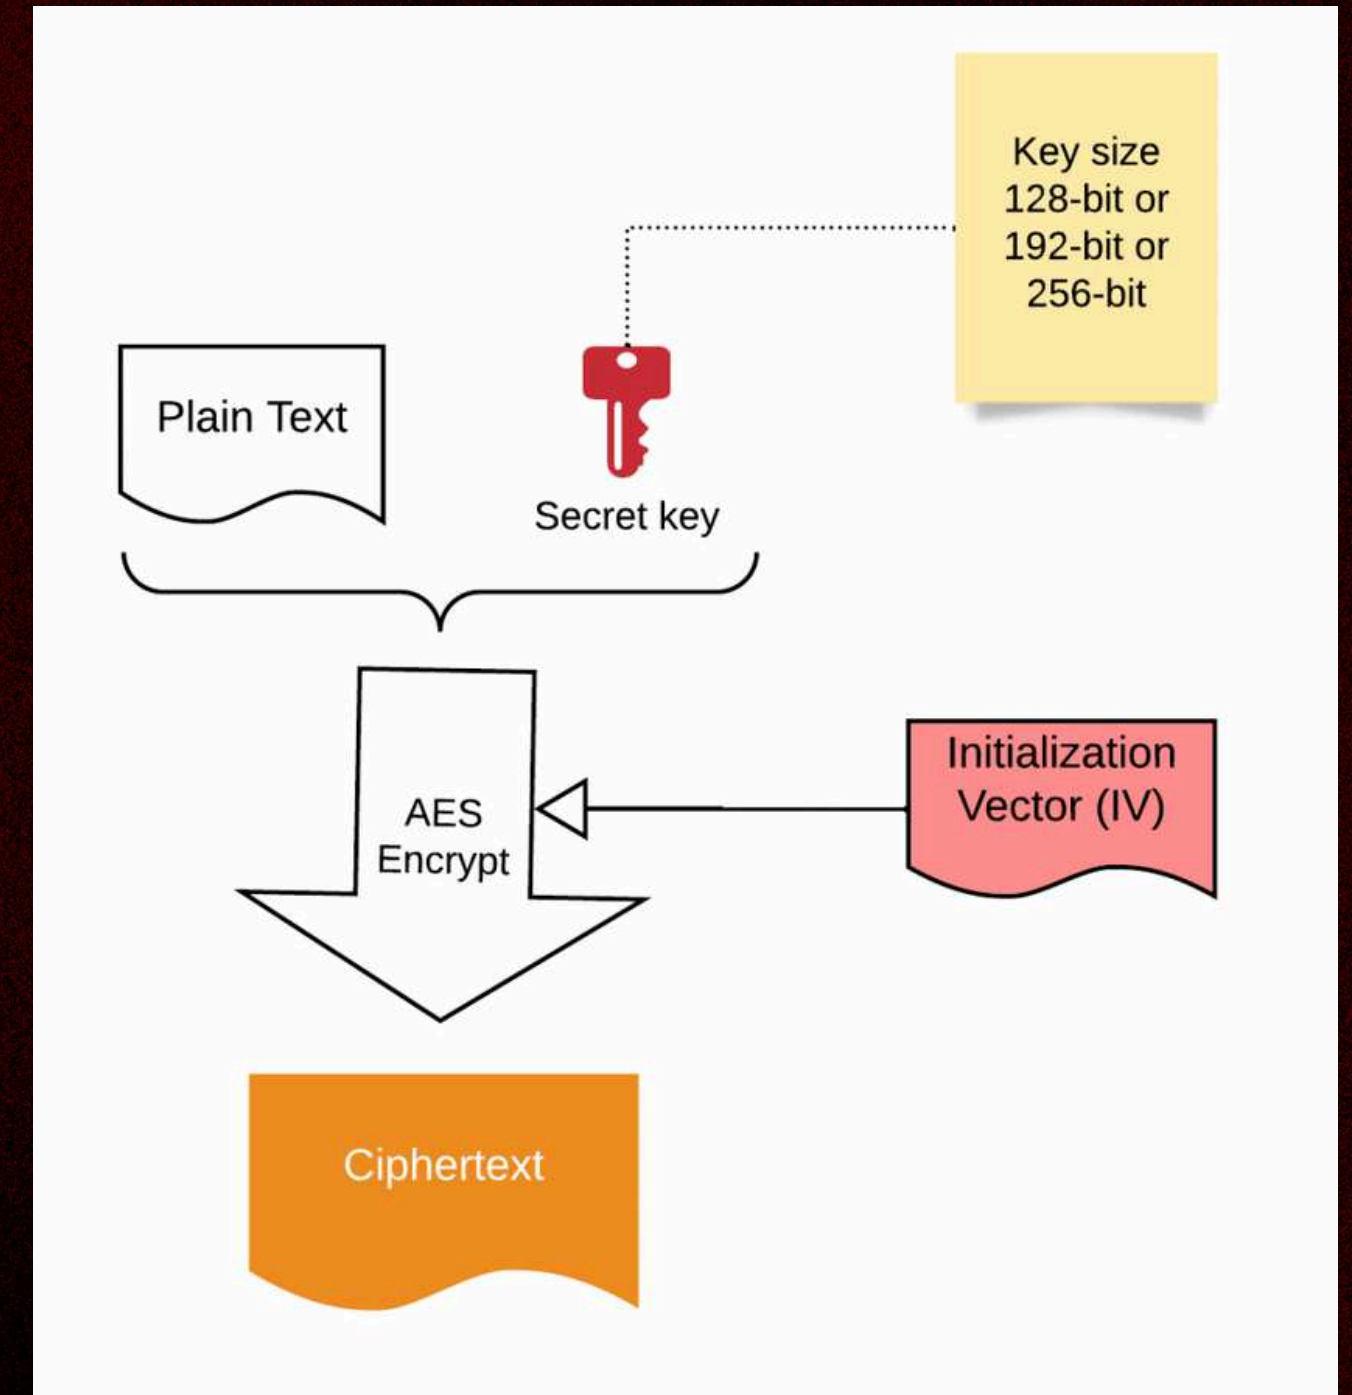 Key size
128-bit or
192-bit or
256-bit
Plain Text
Secret key
AES
Encrypt
Initialization
Vector (IV)
Ciphertext